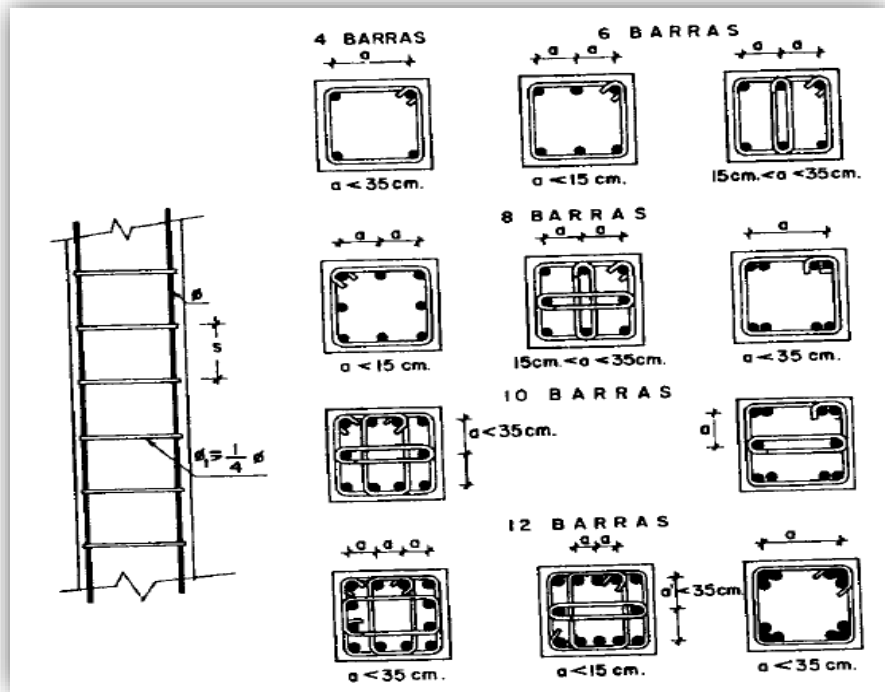 4 BARRAS
a
a < 35 cm.
6 BARRAS
a a
a < 15 cm.
15cm. < a < 35cm.
8 BARRAS
a a
a < 15 cm.
a a
15cm. < a < 35cm.
a
a < 35 cm.
ø
s
ø₁ ≡ 1/4 ø
10 BARRAS
a < 35cm.
a
12 BARRAS
a a a
a < 35 cm.
a a
a' < 35cm.
a < 15 cm.
a
a < 35 cm.